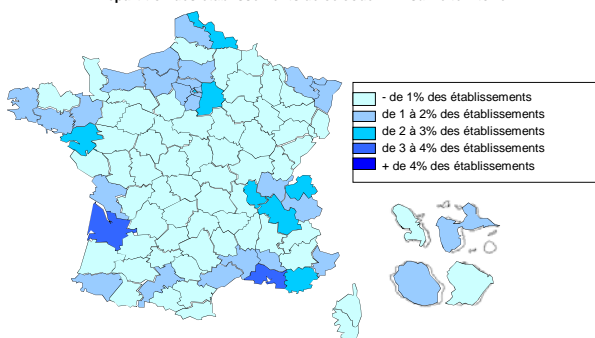 - de 1% des établissements
de 1 à 2% des établissements
de 2 à 3% des établissements
de 3 à 4% des établissements
+ de 4% des établissements